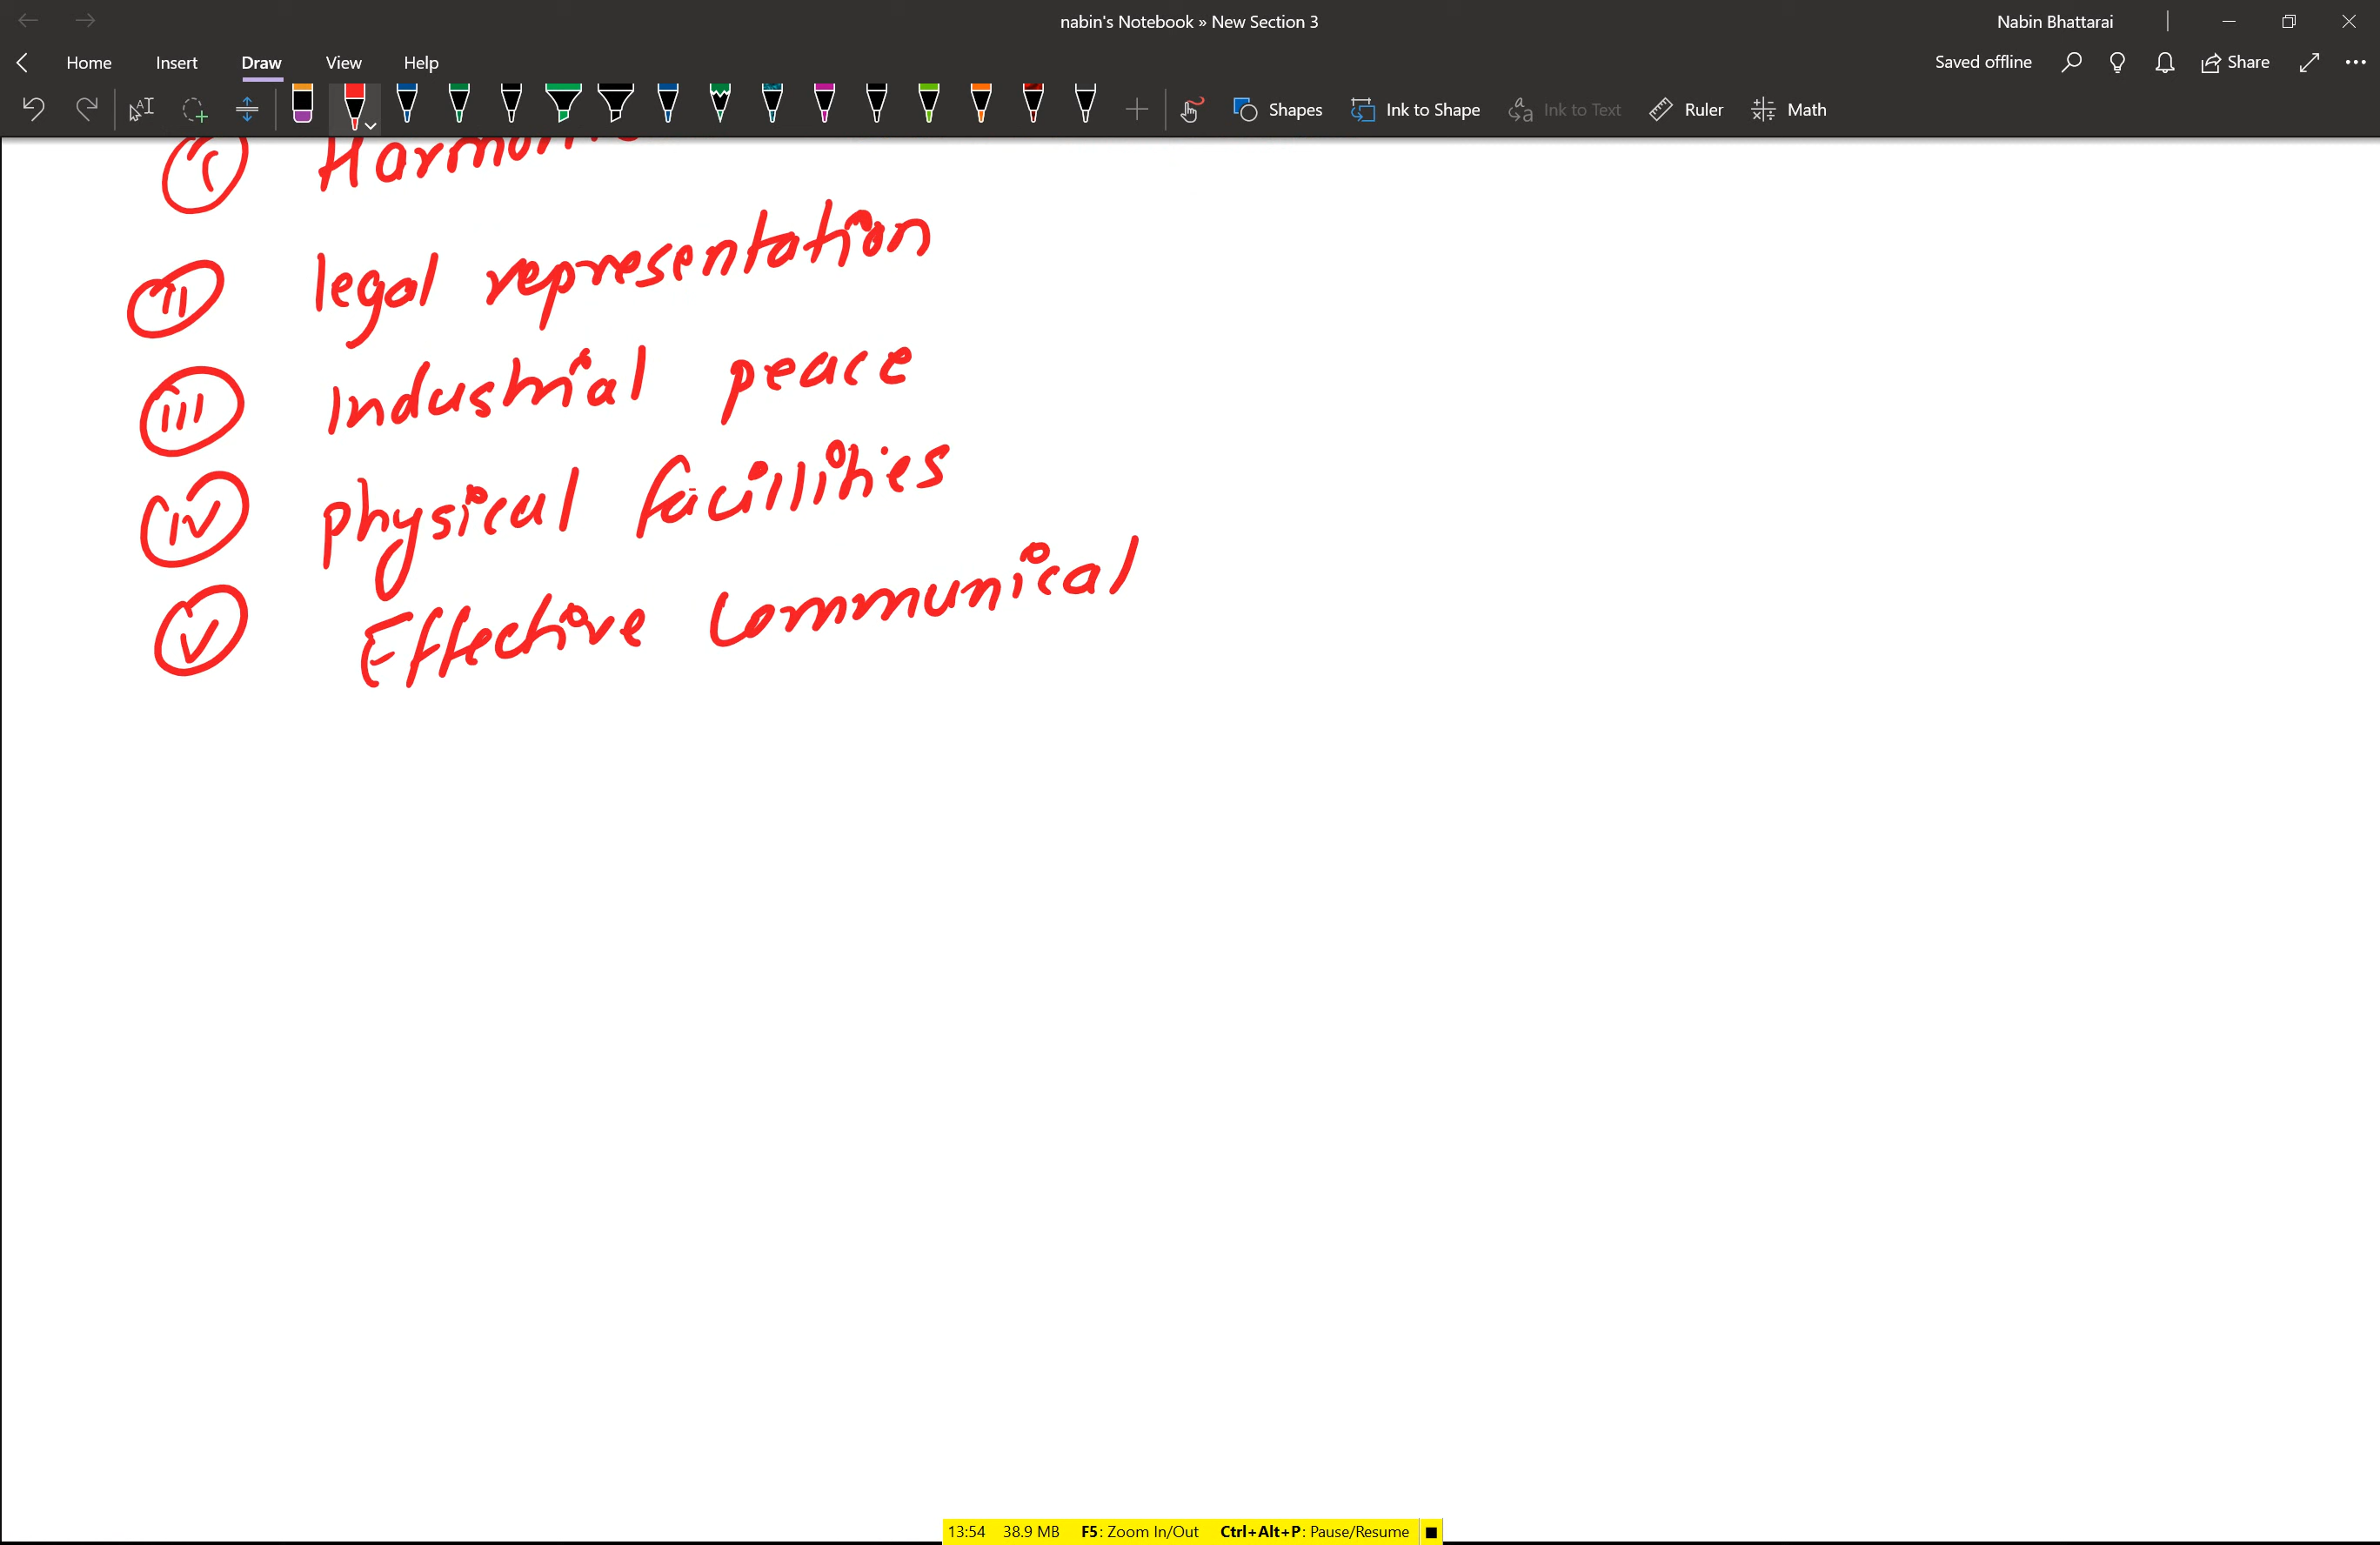 nabin's Notebook » New Section 3
Nabin Bhattarai
Home Insert Draw View Help
Saved offline
Share
Shapes Ink to Shape Ink to Text Ruler Math
(i)
(ii) legal representation
(iii) Industrial peace
(iv) physical facillities
(v) Effective Communical
13:54 38.9 MB F5: Zoom In/Out Ctrl+Alt+P: Pause/Resume